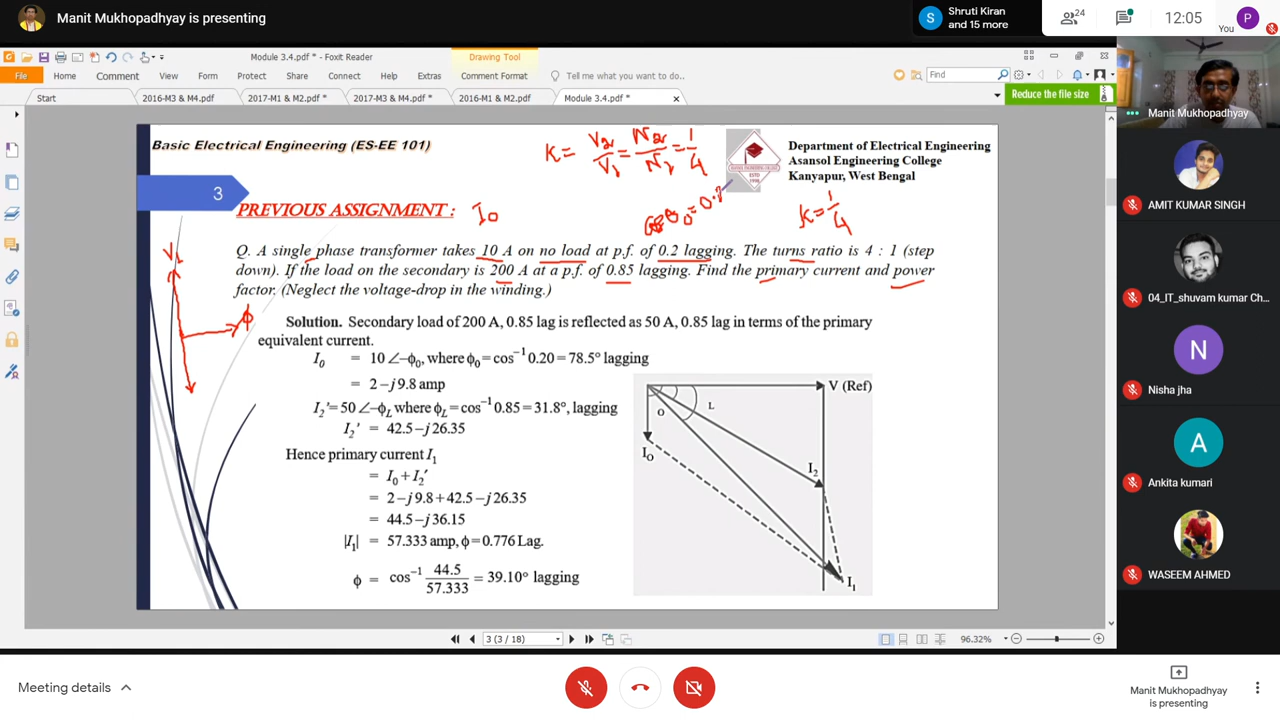 Manit Mukhopadhyay is presenting
Shruti Kiran
and 15 more
24
12:05
You
P
S
Module 3.4.pdf * - Foxt Reader
Drawing Tool
File Home Comment View Form Protect Share Connect Help Extras Comment Format Tell me what you want to do..
Find
Start 2016-M3 & M4.pdf 2017-M1 & M2.pdf * 2017-M3 & M4.pdf * 2016-M1 & M2.pdf Module 3.4.pdf *
Reduce the file size
Basic Electrical Engineering (ES-EE 101)
K = V2/V1 = N2/N1 = 1/4
Department of Electrical Engineering
Asansol Engineering College
Kanyapur, West Bengal
3
PREVIOUS ASSIGNMENT :
I0
K = 1/4
Q. A single phase transformer takes 10 A on no load at p.f. of 0.2 lagging. The turns ratio is 4 : 1 (step
down). If the load on the secondary is 200 A at a p.f. of 0.85 lagging. Find the primary current and power
factor. (Neglect the voltage-drop in the winding.)
V1
ϕ
Solution. Secondary load of 200 A, 0.85 lag is reflected as 50 A, 0.85 lag in terms of the primary
equivalent current.
I0 = 10 ∠–ϕ0, where ϕ0 = cos–1 0.20 = 78.5° lagging
= 2 – j 9.8 amp
I2' = 50 ∠–ϕL where ϕL = cos–1 0.85 = 31.8°, lagging
I2' = 42.5 – j 26.35
Hence primary current I1
= I0 + I2'
= 2 – j 9.8 + 42.5 – j 26.35
= 44.5 – j 36.15
|I1| = 57.333 amp, ϕ = 0.776 Lag.
ϕ = cos–1 44.5/57.333 = 39.10° lagging
V (Ref)
O
L
I0
I2
I1
3 (3 / 18)
96.32%
Manit Mukhopadhyay
AMIT KUMAR SINGH
04_IT_shuvam kumar Ch...
N
Nisha jha
A
Ankita kumari
WASEEM AHMED
Meeting details
Manit Mukhopadhyay
is presenting